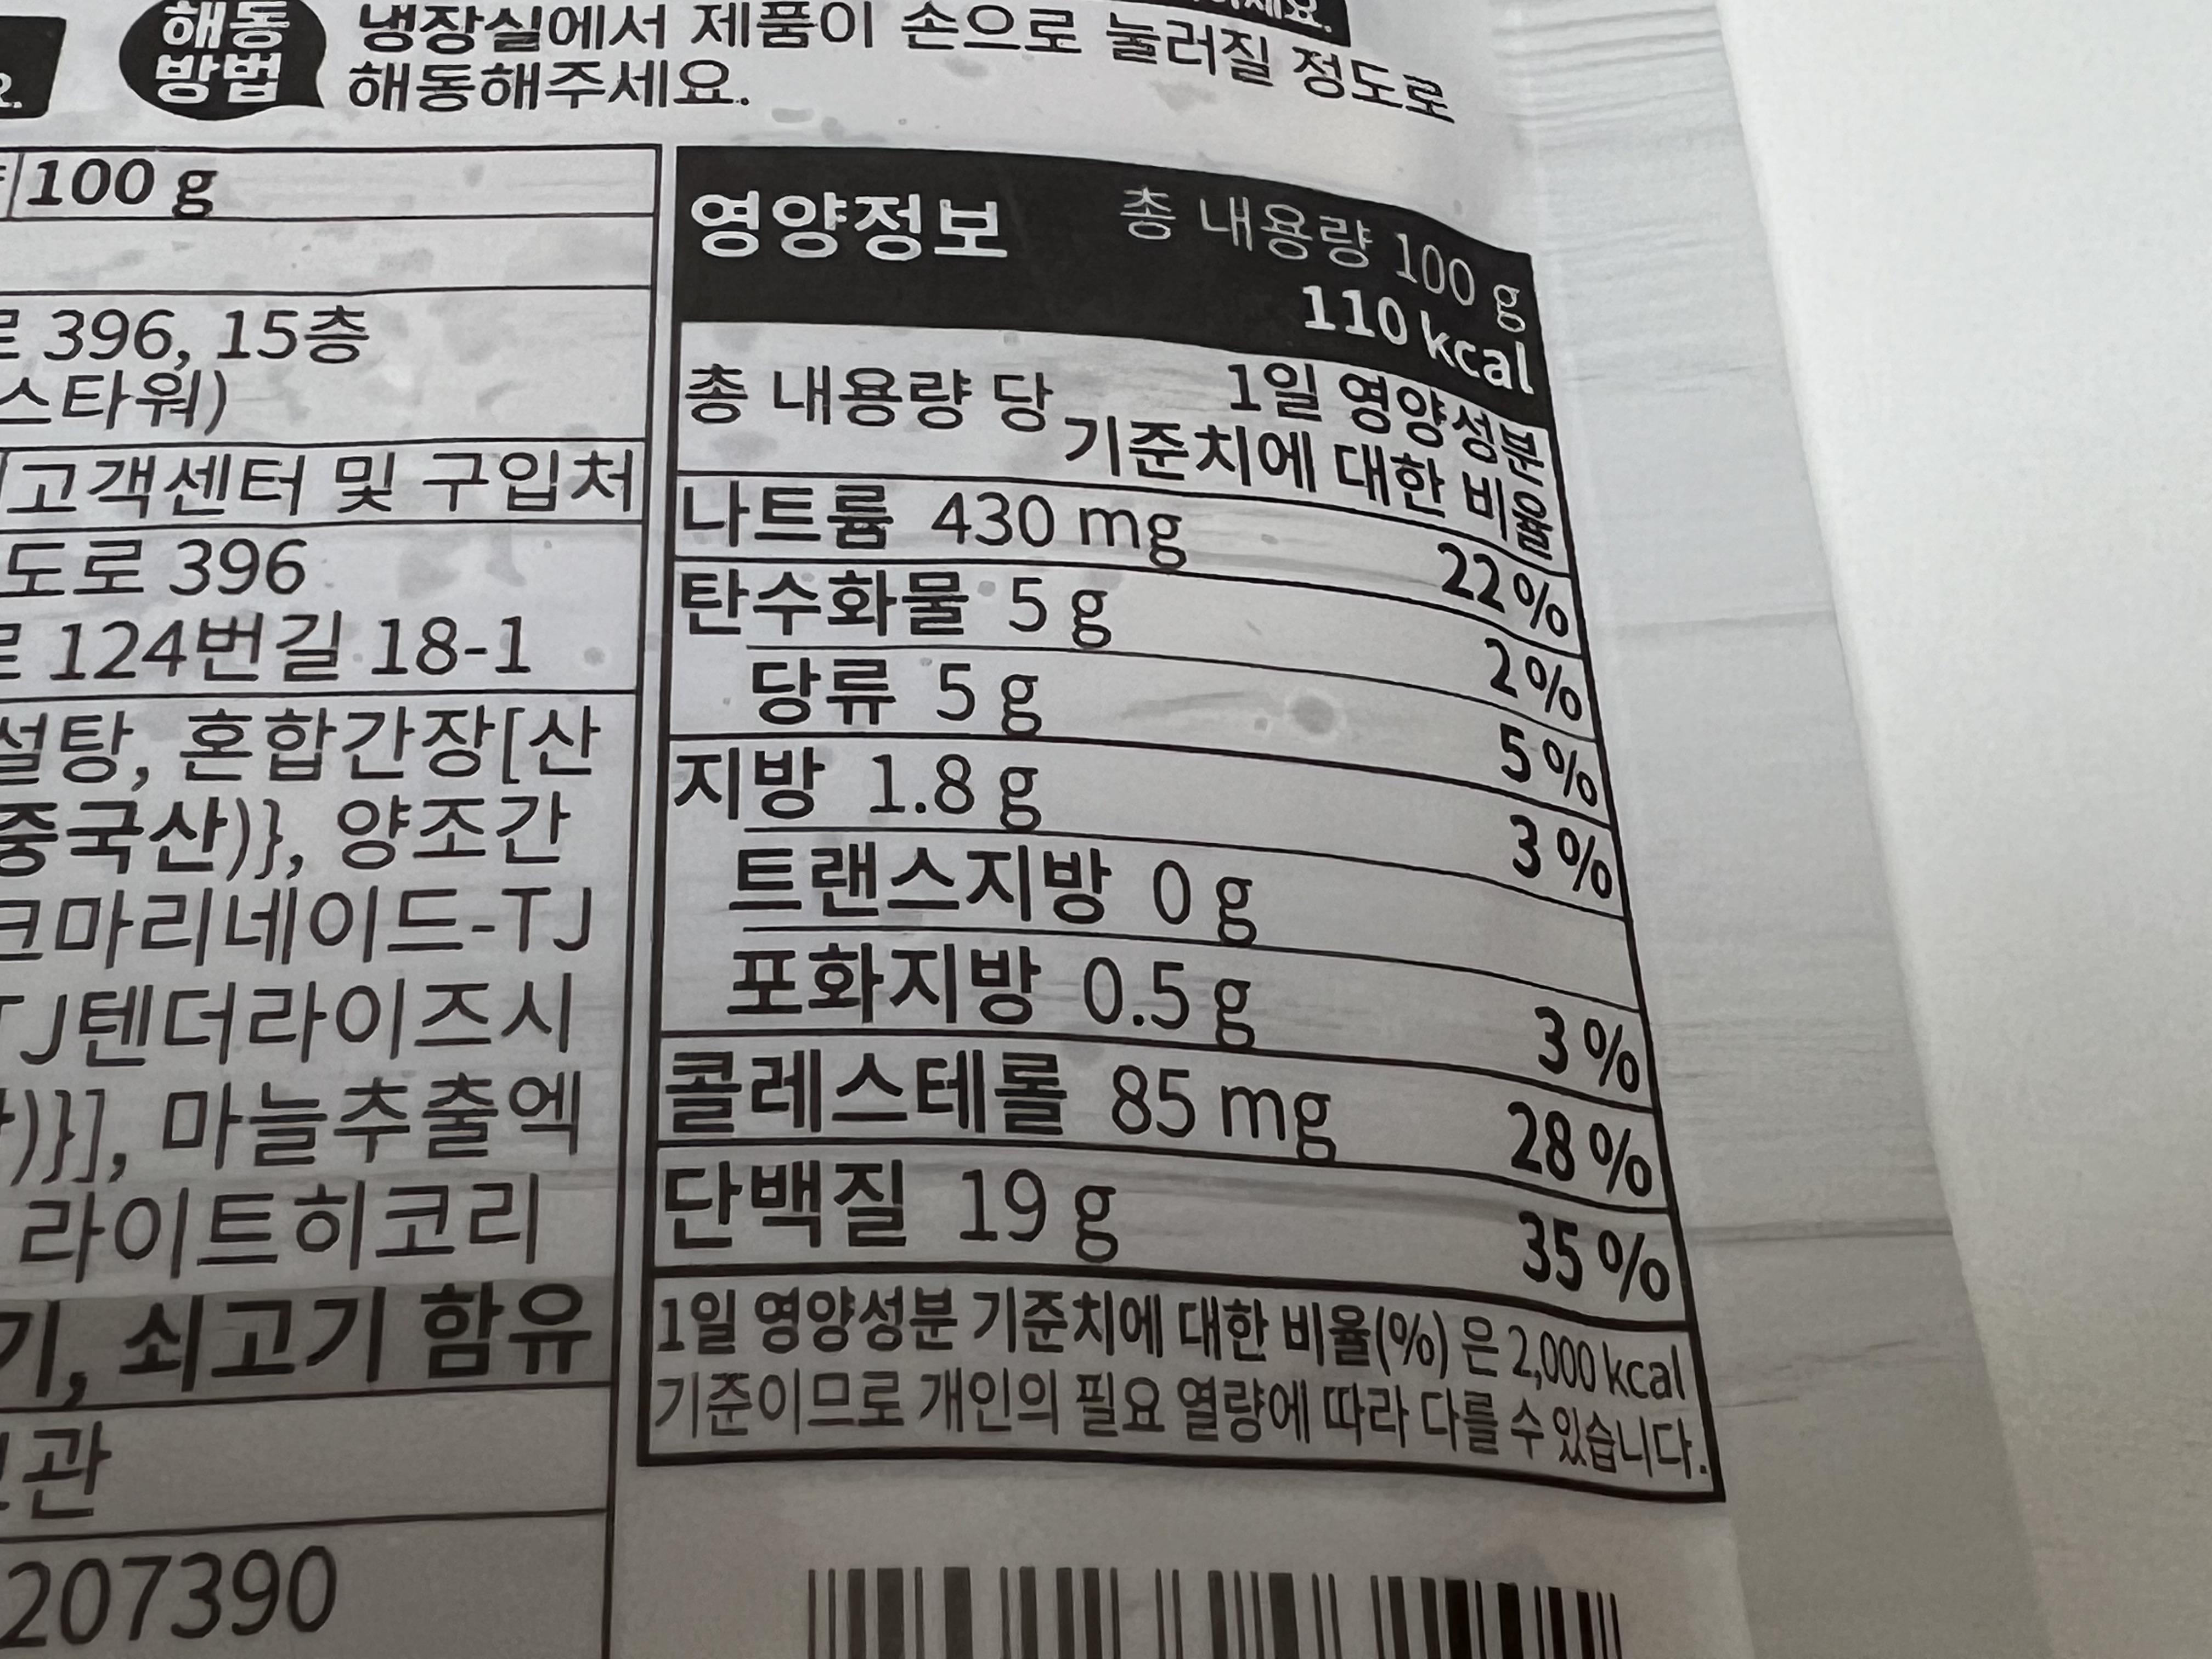 해동
방법
냉장실에서 제품이 손으로 눌러질 정도로
해동해주세요.
100 g
396, 15층
스타워)
고객센터 및 구입처
도로 396
로 124번길 18-1
설탕, 혼합간장[산
중국산)}, 양조간
크마리네이드-TJ
TJ텐더라이즈시
)}], 마늘추출엑
라이트히코리
기, 쇠고기 함유
관
207390
영양정보 총 내용량 100 g
110 kcal
총 내용량 당 1일 영양성분
기준치에 대한 비율
나트륨 430 mg 22%
탄수화물 5 g 2%
당류 5 g 5%
지방 1.8 g 3%
트랜스지방 0 g
포화지방 0.5 g 3%
콜레스테롤 85 mg 28%
단백질 19 g 35%
1일 영양성분 기준치에 대한 비율(%) 은 2,000 kcal
기준이므로 개인의 필요 열량에 따라 다를 수 있습니다.